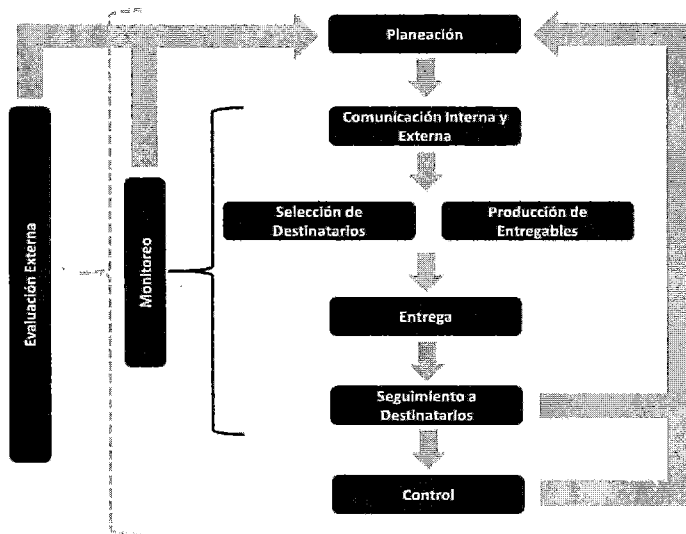 Planeación
Comunicación Interna y
Externa
Selección de
Destinatarios
Producción de
Entregables
Entrega
Seguimiento a
Destinatarios
Control
Monitoreo
Evaluación Externa